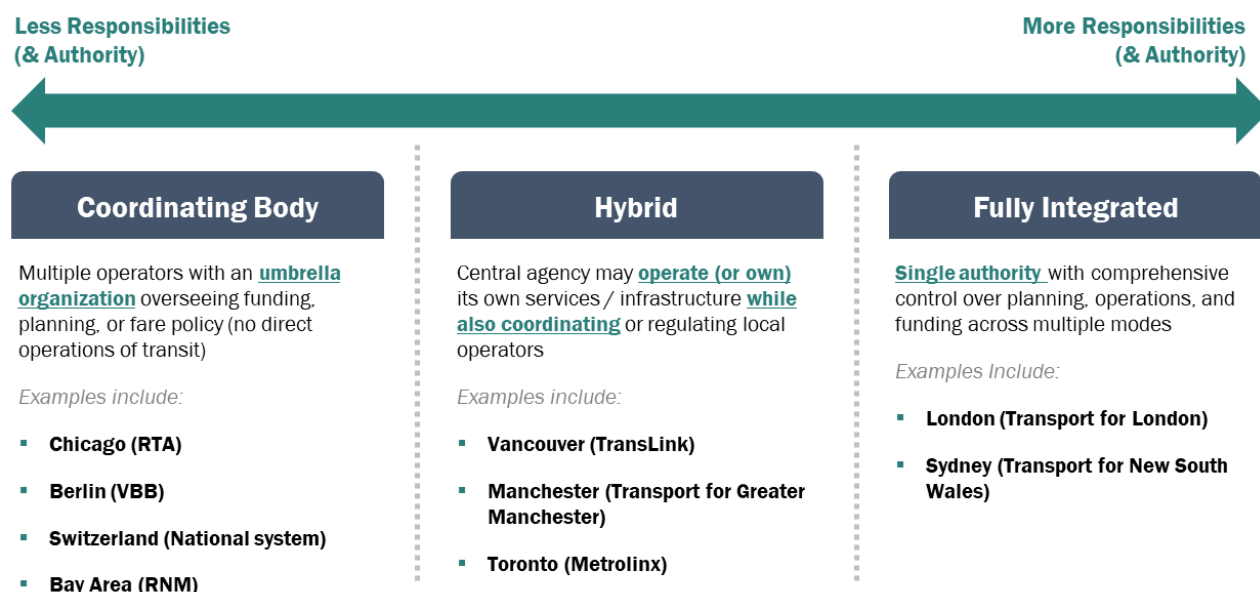 Less Responsibilities
(& Authority)
More Responsibilities
(& Authority)
Coordinating Body
Multiple operators with an umbrella
organization overseeing funding,
planning, or fare policy (no direct
operations of transit)
Examples include:
▪ Chicago (RTA)
▪ Berlin (VBB)
▪ Switzerland (National system)
▪ Bay Area (RNM)
Hybrid
Central agency may operate (or own)
its own services / infrastructure while
also coordinating or regulating local
operators
Examples include:
▪ Vancouver (TransLink)
▪ Manchester (Transport for Greater
Manchester)
▪ Toronto (Metrolinx)
Fully Integrated
Single authority with comprehensive
control over planning, operations, and
funding across multiple modes
Examples Include:
▪ London (Transport for London)
▪ Sydney (Transport for New South
Wales)